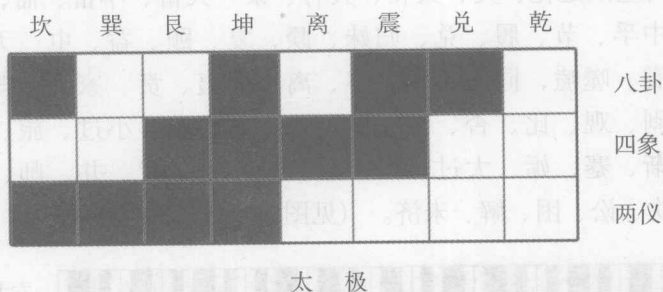 坎 巽 艮 坤 离 震 兑 乾
八卦
四象
两仪
太 极